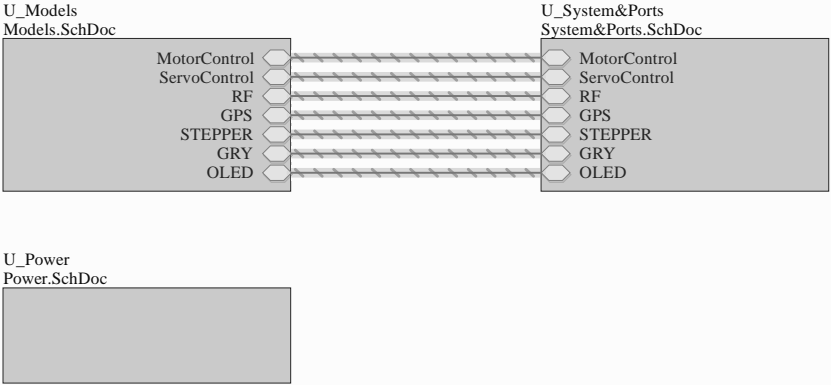 U_Models
Models.SchDoc
MotorControl
ServoControl
RF
GPS
STEPPER
GRY
OLED
U_System&Ports
System&Ports.SchDoc
MotorControl
ServoControl
RF
GPS
STEPPER
GRY
OLED
U_Power
Power.SchDoc